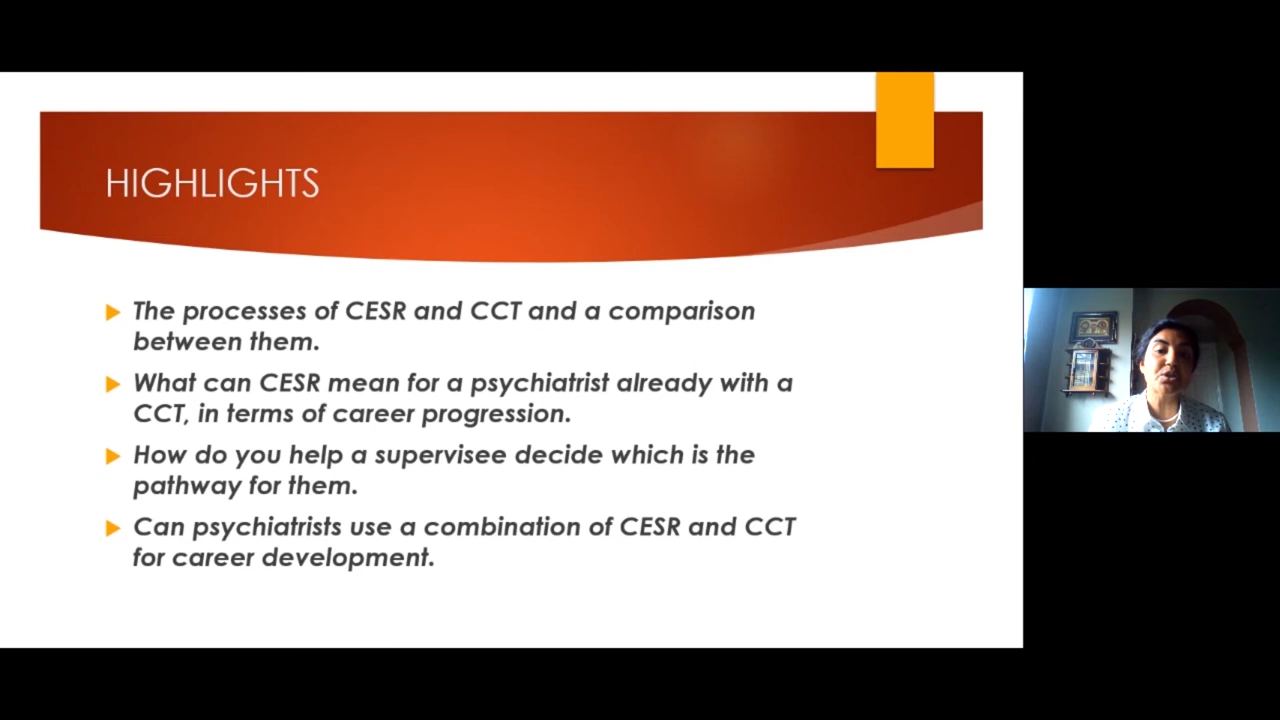 HIGHLIGHTS
The processes of CESR and CCT and a comparison
between them.
What can CESR mean for a psychiatrist already with a
CCT, in terms of career progression.
How do you help a supervisee decide which is the
pathway for them.
Can psychiatrists use a combination of CESR and CCT
for career development.